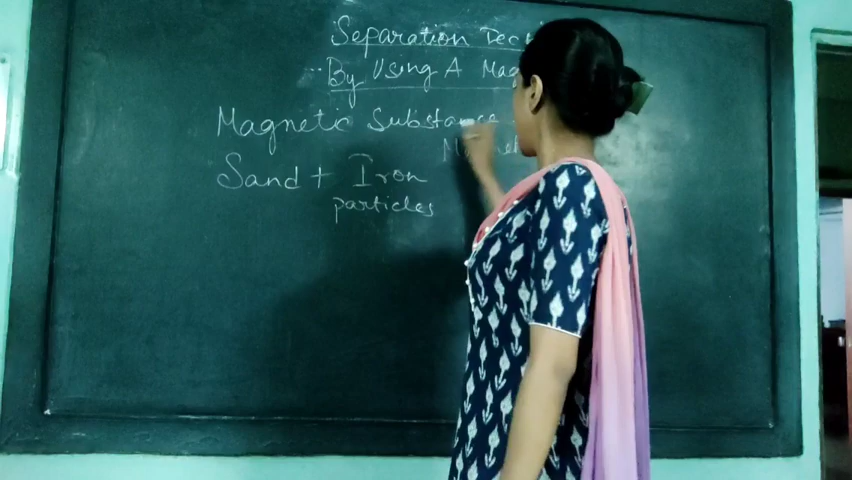 Separation
By Using A
Magnetic Substance
Sand + Iron
particles